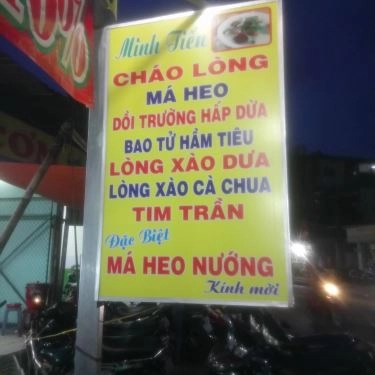 Minh Tiến
CHÁO LÒNG
MÁ HEO
DỒI TRƯỜNG HẤP DỪA
BAO TỬ HẦM TIÊU
LÒNG XÀO DƯA
LÒNG XÀO CÀ CHUA
TIM TRẦN
Đặc Biệt
MÁ HEO NƯỚNG
Kính mời